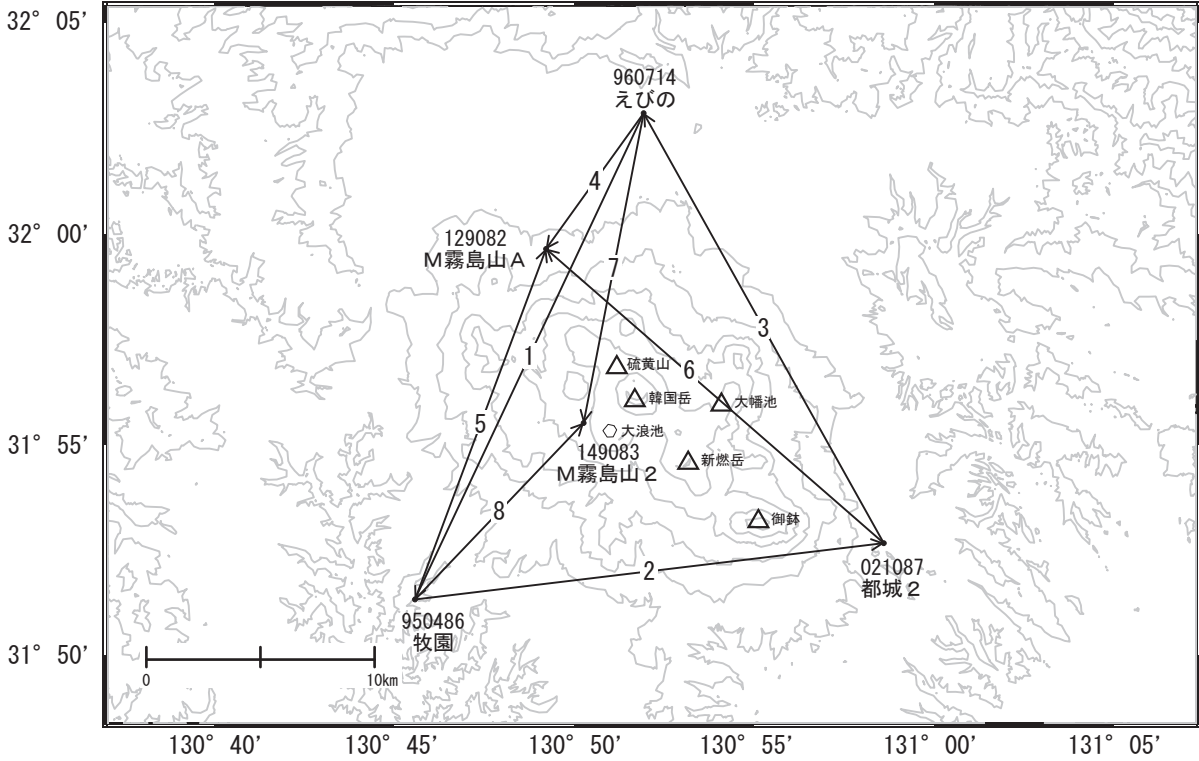 32° 05'
32° 00'
31° 55'
31° 50'
960714
えびの
4
129082
M霧島山A
7
3
1
硫黄山
6
韓国岳
大幡池
5
大浪池
149083
M霧島山2
新燃岳
8
御鉢
021087
都城2
2
950486
牧園
0
10km
130° 40'
130° 45'
130° 50'
130° 55'
131° 00'
131° 05'